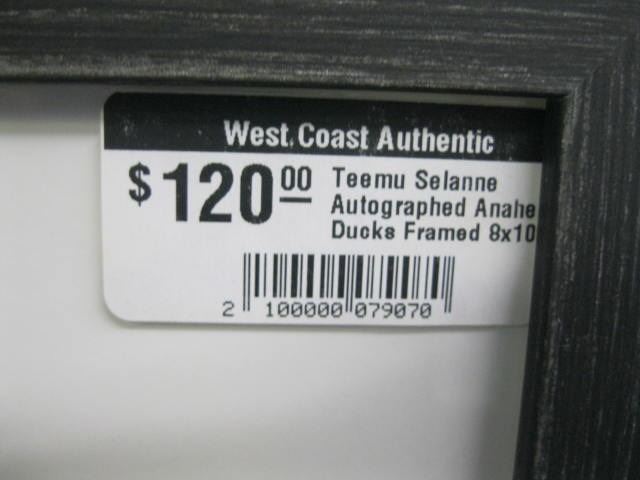 West Coast Authentic
$120.00
Teemu Selanne
Autographed Anahe
Ducks Framed 8x10
2 100000 079070